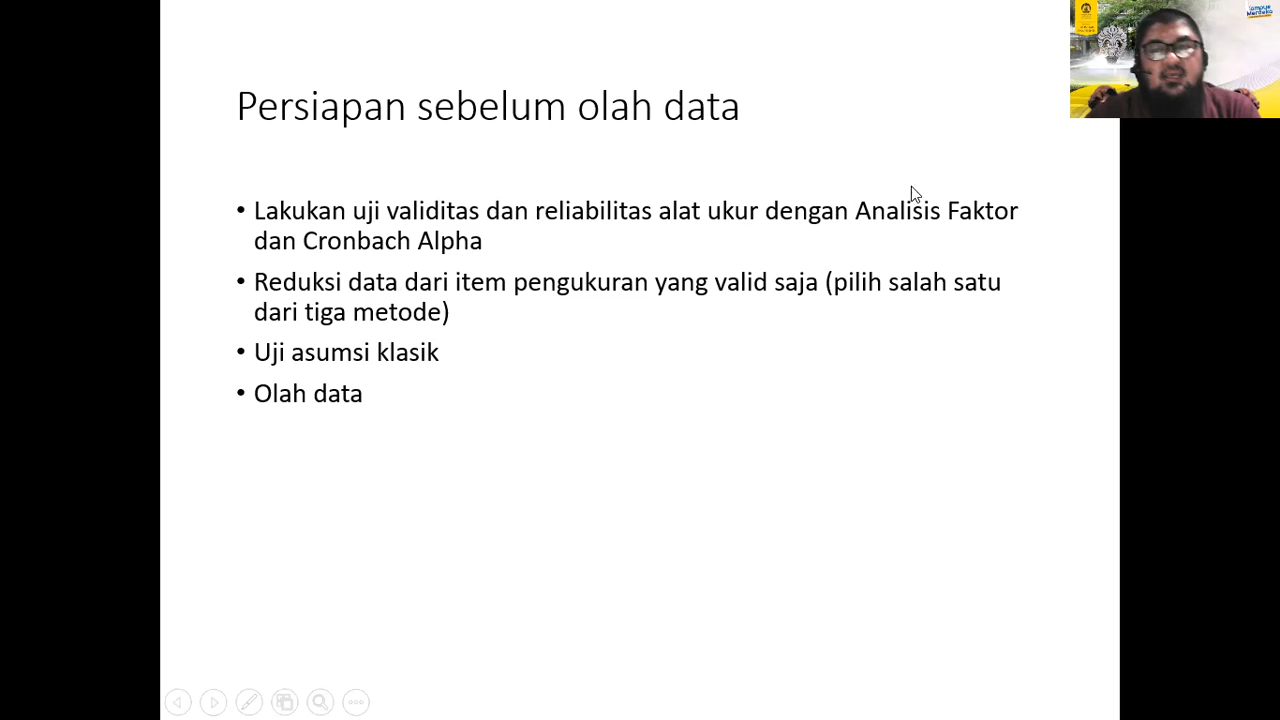 Persiapan sebelum olah data
• Lakukan uji validitas dan reliabilitas alat ukur dengan Analisis Faktor
dan Cronbach Alpha
• Reduksi data dari item pengukuran yang valid saja (pilih salah satu
dari tiga metode)
• Uji asumsi klasik
• Olah data